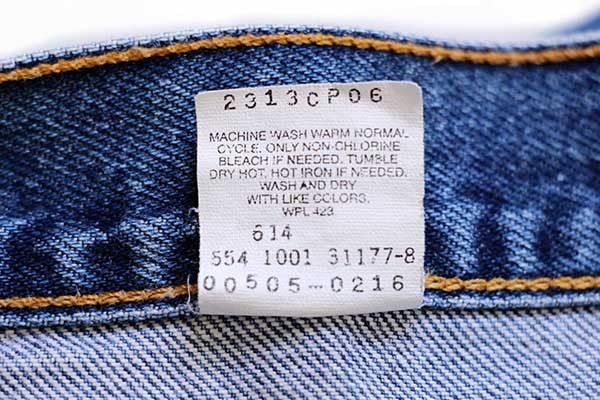 2313CP06
MACHINE WASH WARM NORMAL
CYCLE. ONLY NON-CHLORINE
BLEACH IF NEEDED. TUMBLE
DRY HOT. HOT IRON IF NEEDED.
WASH AND DRY
WITH LIKE COLORS.
WPL 423
614
554 1001 31177-8
00505-0216